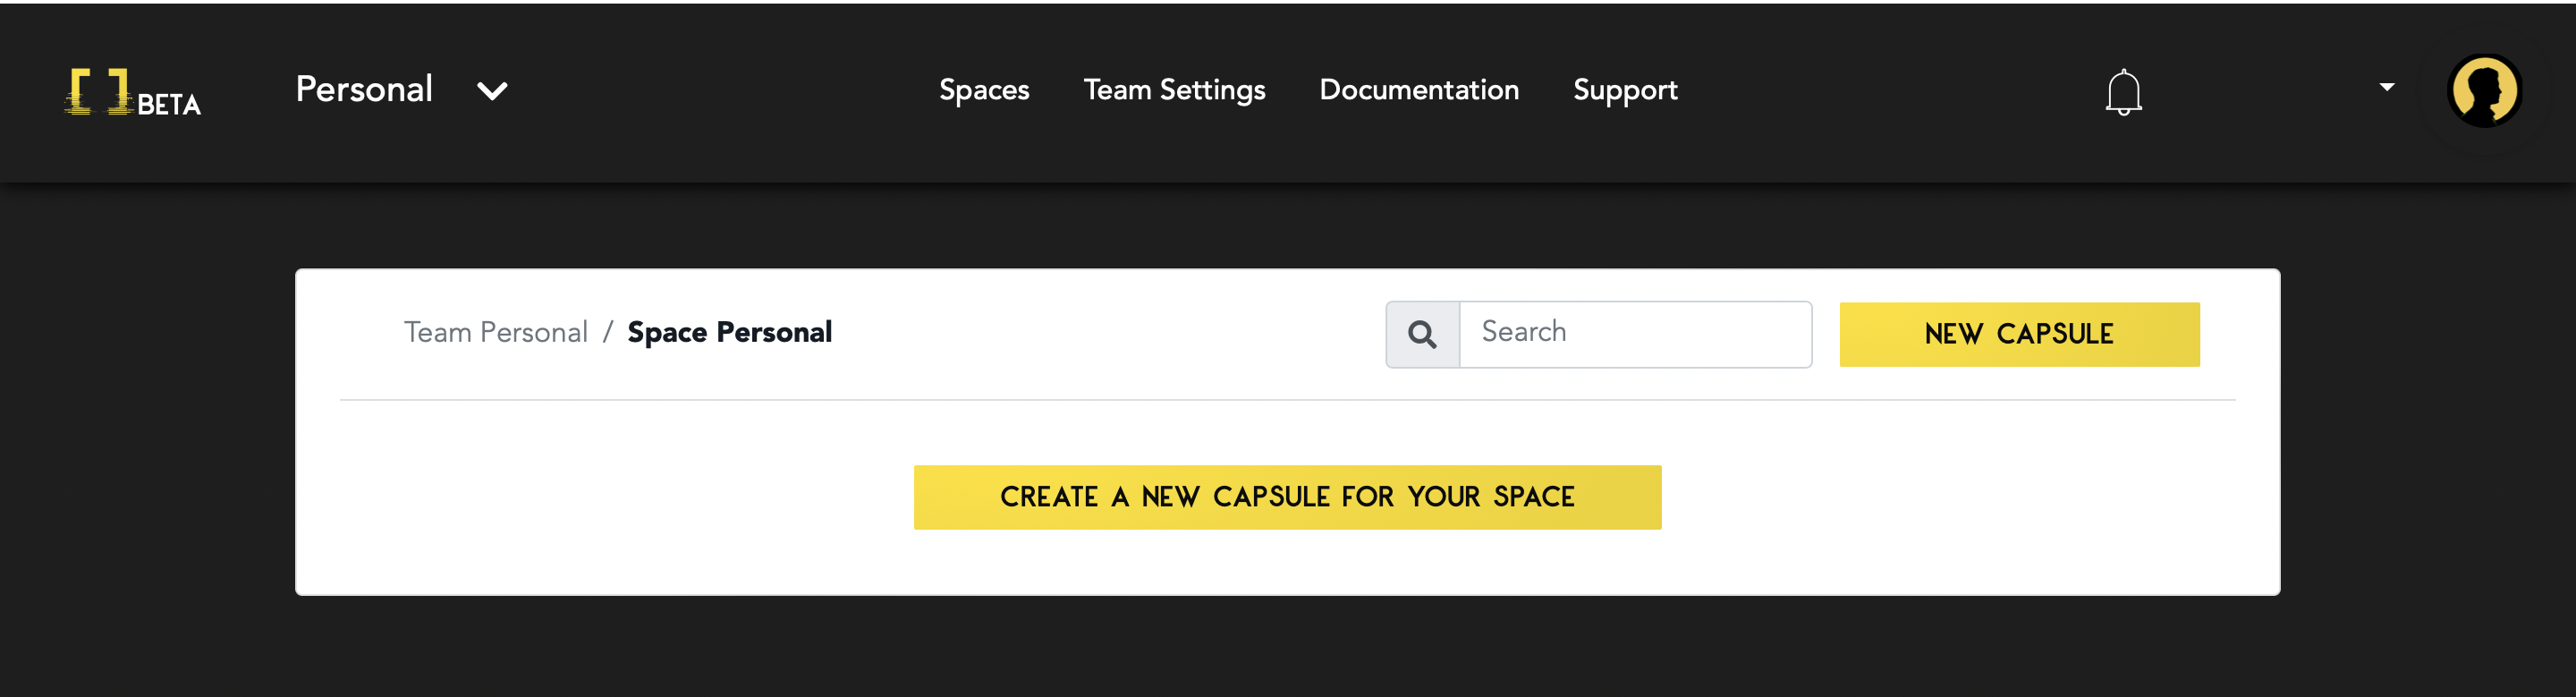 [ ] BETA Personal Spaces Team Settings Documentation Support
Team Personal / Space Personal Search NEW CAPSULE
CREATE A NEW CAPSULE FOR YOUR SPACE